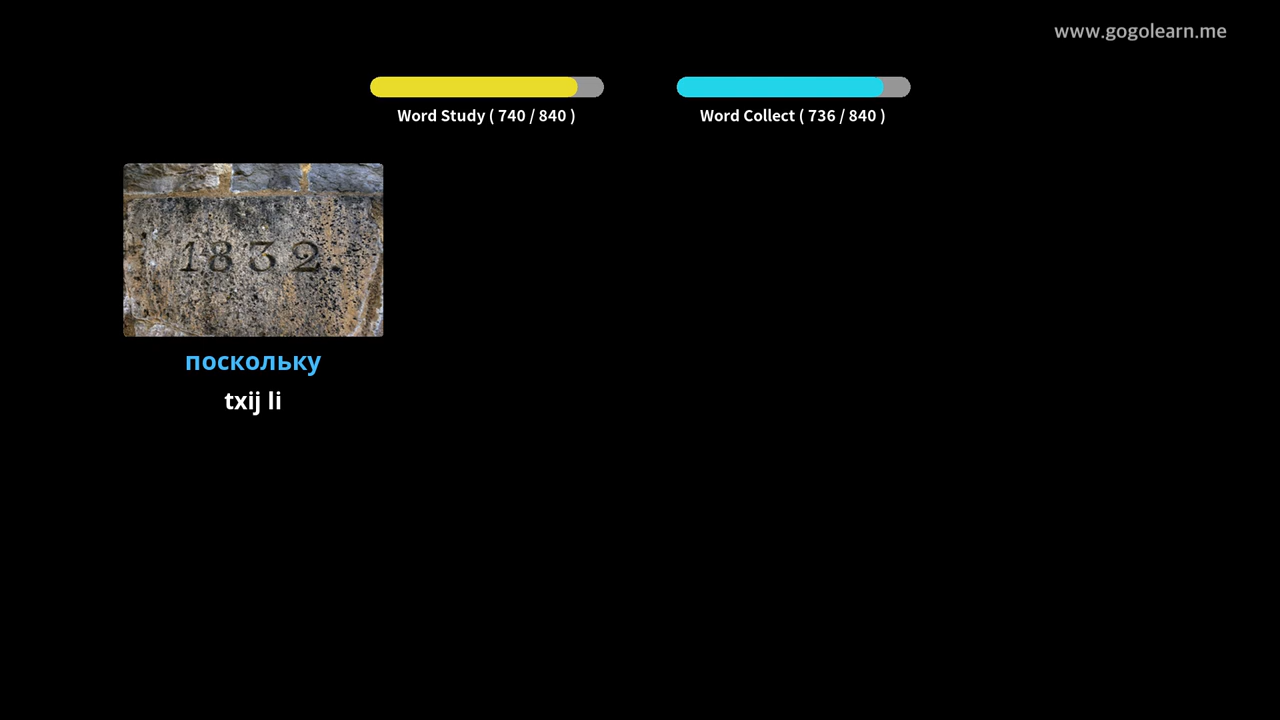 www.gogolearn.me
Word Study ( 740 / 840 )
Word Collect ( 736 / 840 )
1832.
поскольку
txij li